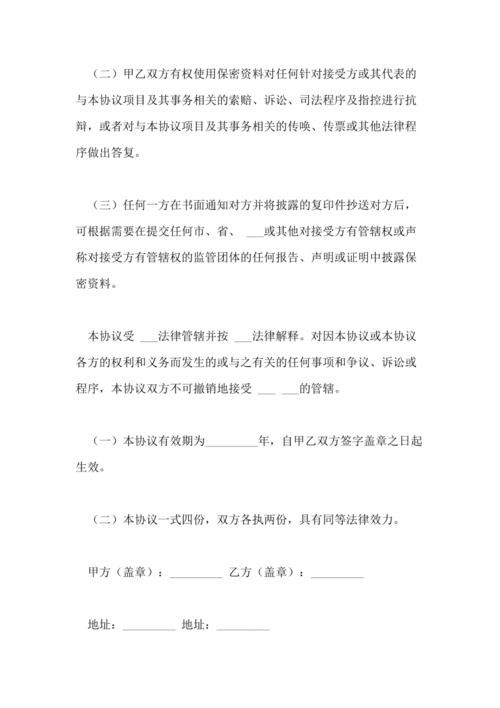 （二）甲乙双方有权使用保密资料对任何针对接受方或其代表的
与本协议项目及其事务相关的索赔、诉讼、司法程序及指控进行抗
辩，或者对与本协议项目及其事务相关的传唤、传票或其他法律程
序做出答复。
（三）任何一方在书面通知对方并将披露的复印件抄送对方后，
可根据需要在提交任何市、省、 ___或其他对接受方有管辖权或声
称对接受方有管辖权的监管团体的任何报告、声明或证明中披露保
密资料。
本协议受 ___法律管辖并按 ___法律解释。对因本协议或本协议
各方的权利和义务而发生的或与之有关的任何事项和争议、诉讼或
程序，本协议双方不可撤销地接受 ___ ___的管辖。
（一）本协议有效期为_________年，自甲乙双方签字盖章之日起
生效。
（二）本协议一式四份，双方各执两份，具有同等法律效力。
甲方（盖章）：_________ 乙方（盖章）：_________
地址：_________ 地址：_________